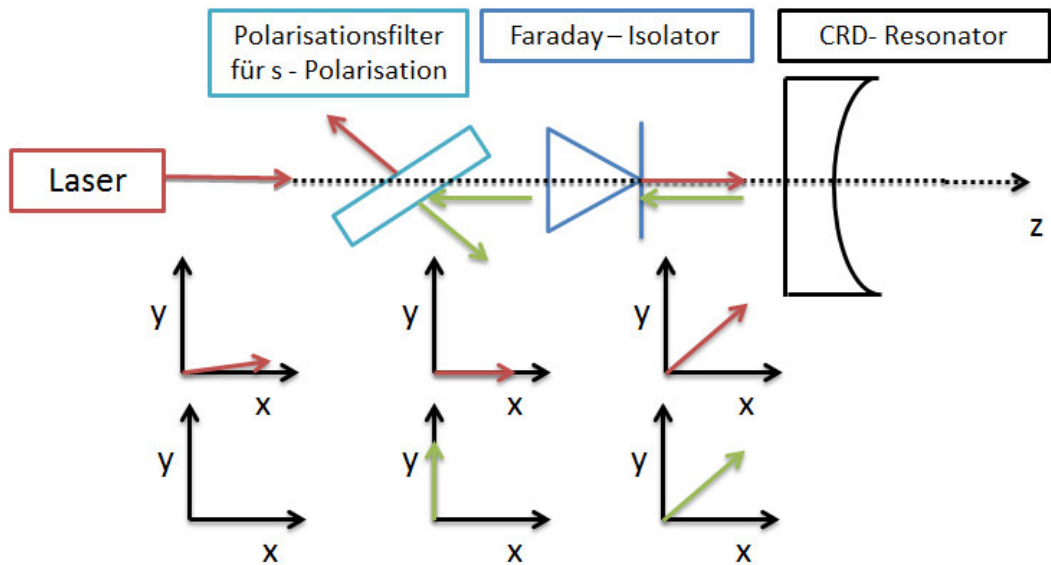 Polarisationsfilter
für s - Polarisation
Faraday – Isolator
CRD- Resonator
Laser
z
y
x
y
x
y
x
y
x
y
x
y
x